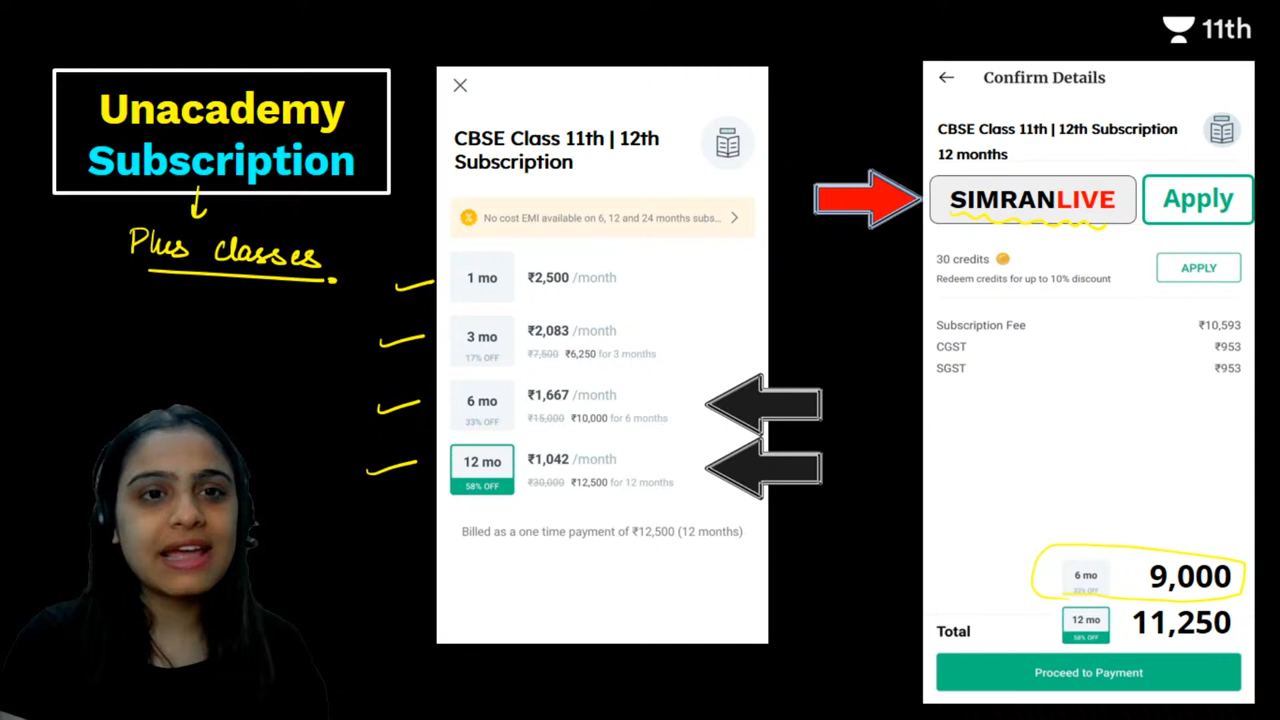 11th
Unacademy
Subscription
Plus classes.
CBSE Class 11th | 12th
Subscription
No cost EMI available on 6, 12 and 24 months subs...
1 mo
₹2,500 /month
3 mo
17% OFF
₹2,083 /month
₹7,500 ₹6,250 for 3 months
6 mo
33% OFF
₹1,667 /month
₹15,000 ₹10,000 for 6 months
12 mo
58% OFF
₹1,042 /month
₹30,000 ₹12,500 for 12 months
Billed as a one time payment of ₹12,500 (12 months)
Confirm Details
CBSE Class 11th | 12th Subscription
12 months
SIMRANLIVE
Apply
30 credits
Redeem credits for up to 10% discount
APPLY
Subscription Fee ₹10,593
CGST ₹953
SGST ₹953
6 mo 9,000
33% OFF
12 mo 11,250
58% OFF
Total
Proceed to Payment